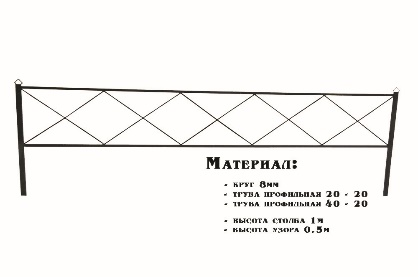 Материал:
- круг 8мм
- труба профильная 20 - 20
- труба профильная 40 - 20
- высота столба 1м
- высота узора 0.5м